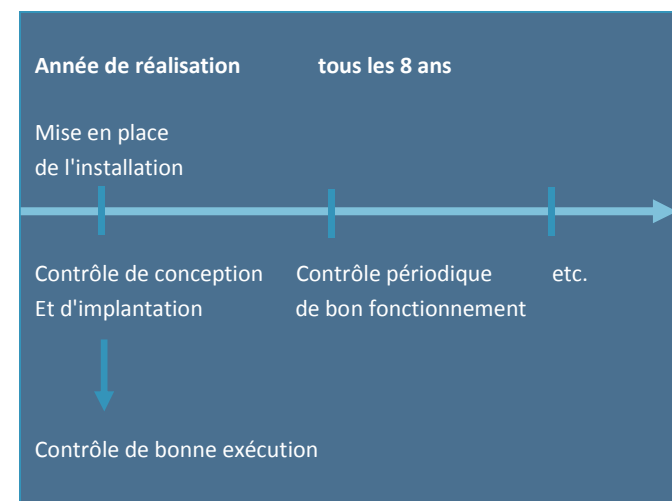 Année de réalisation tous les 8 ans
Mise en place
de l'installation
Contrôle de conception
Et d'implantation
Contrôle périodique
de bon fonctionnement
etc.
Contrôle de bonne exécution